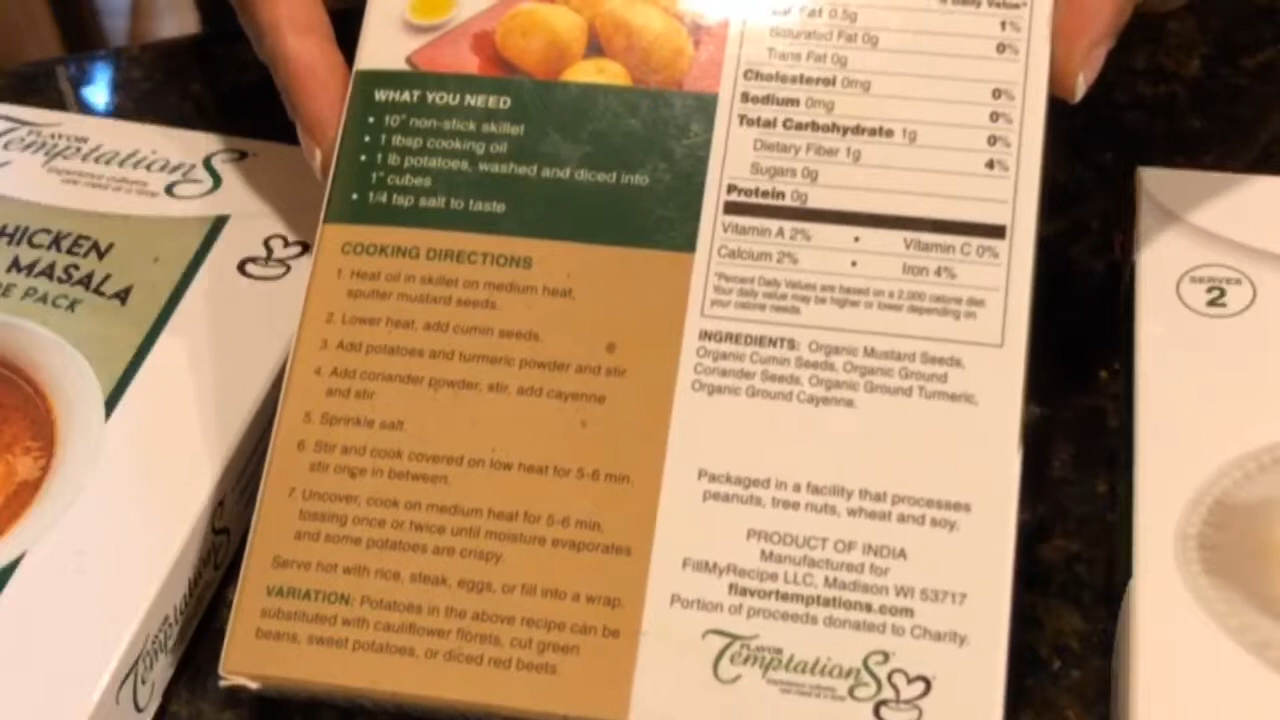 FLAVOR
TemptationS
HICKEN
MASALA
E PACK
WHAT YOU NEED
• 10" non-stick skillet
• 1 tbsp cooking oil
• 1 lb potatoes, washed and diced into
1" cubes
• 1/4 tsp salt to taste
COOKING DIRECTIONS
1. Heat oil in skillet on medium heat,
sputter mustard seeds.
2. Lower heat, add cumin seeds.
3. Add potatoes and turmeric powder and stir.
4. Add coriander powder, stir, add cayenne
and stir.
5. Sprinkle salt.
6. Stir and cook covered on low heat for 5-6 min,
stir once in between.
7. Uncover, cook on medium heat for 5-6 min,
tossing once or twice until moisture evaporates
and some potatoes are crispy.
Serve hot with rice, steak, eggs, or fill into a wrap.
VARIATION: Potatoes in the above recipe can be
substituted with cauliflower florets, cut green
beans, sweet potatoes, or diced red beets.
% Daily Value*
Fat 0.5g 1%
Saturated Fat 0g 0%
Trans Fat 0g
Cholesterol 0mg 0%
Sodium 0mg 0%
Total Carbohydrate 1g 0%
Dietary Fiber 1g 4%
Sugars 0g
Protein 0g
Vitamin A 2% • Vitamin C 0%
Calcium 2% • Iron 4%
*Percent Daily Values are based on a 2,000 calorie diet.
Your daily value may be higher or lower depending on
your calorie needs.
INGREDIENTS: Organic Mustard Seeds,
Organic Cumin Seeds, Organic Ground
Coriander Seeds, Organic Ground Turmeric,
Organic Ground Cayenne.
Packaged in a facility that processes
peanuts, tree nuts, wheat and soy.
PRODUCT OF INDIA
Manufactured for
FillMyRecipe LLC, Madison WI 53717
flavortemptations.com
Portion of proceeds donated to Charity.
FLAVOR
TemptationS
SERVES
2